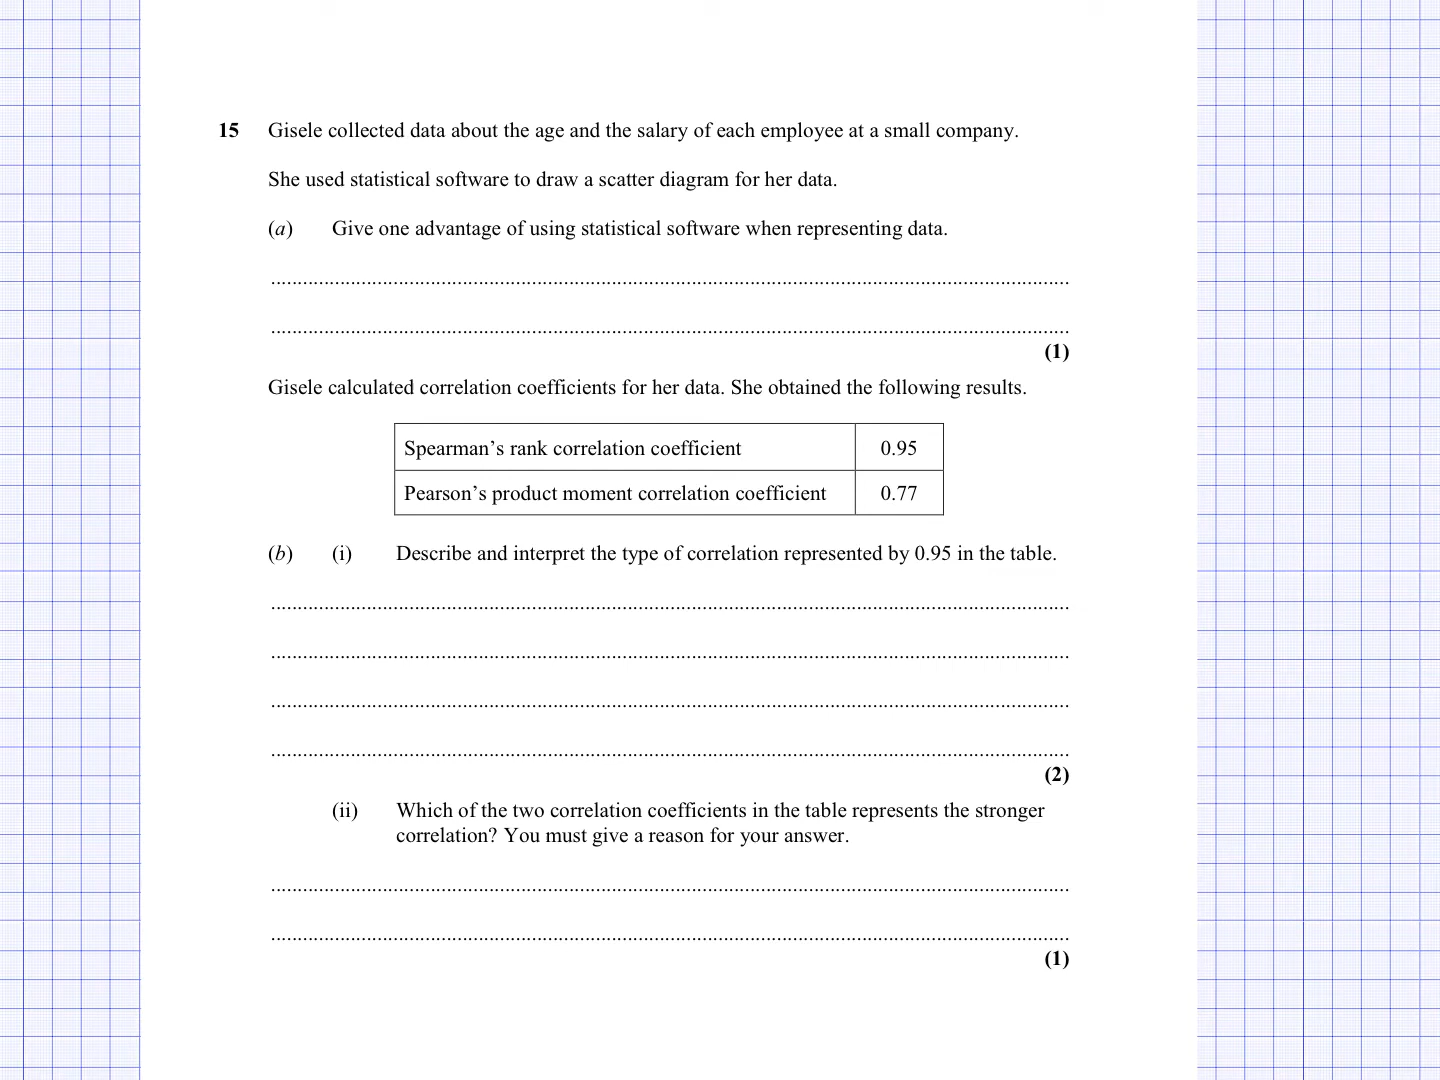 15 Gisele collected data about the age and the salary of each employee at a small company.
She used statistical software to draw a scatter diagram for her data.
(a) Give one advantage of using statistical software when representing data.
(1)
Gisele calculated correlation coefficients for her data. She obtained the following results.
Spearman’s rank correlation coefficient 0.95
Pearson’s product moment correlation coefficient 0.77
(b) (i) Describe and interpret the type of correlation represented by 0.95 in the table.
(2)
(ii) Which of the two correlation coefficients in the table represents the stronger
correlation? You must give a reason for your answer.
(1)